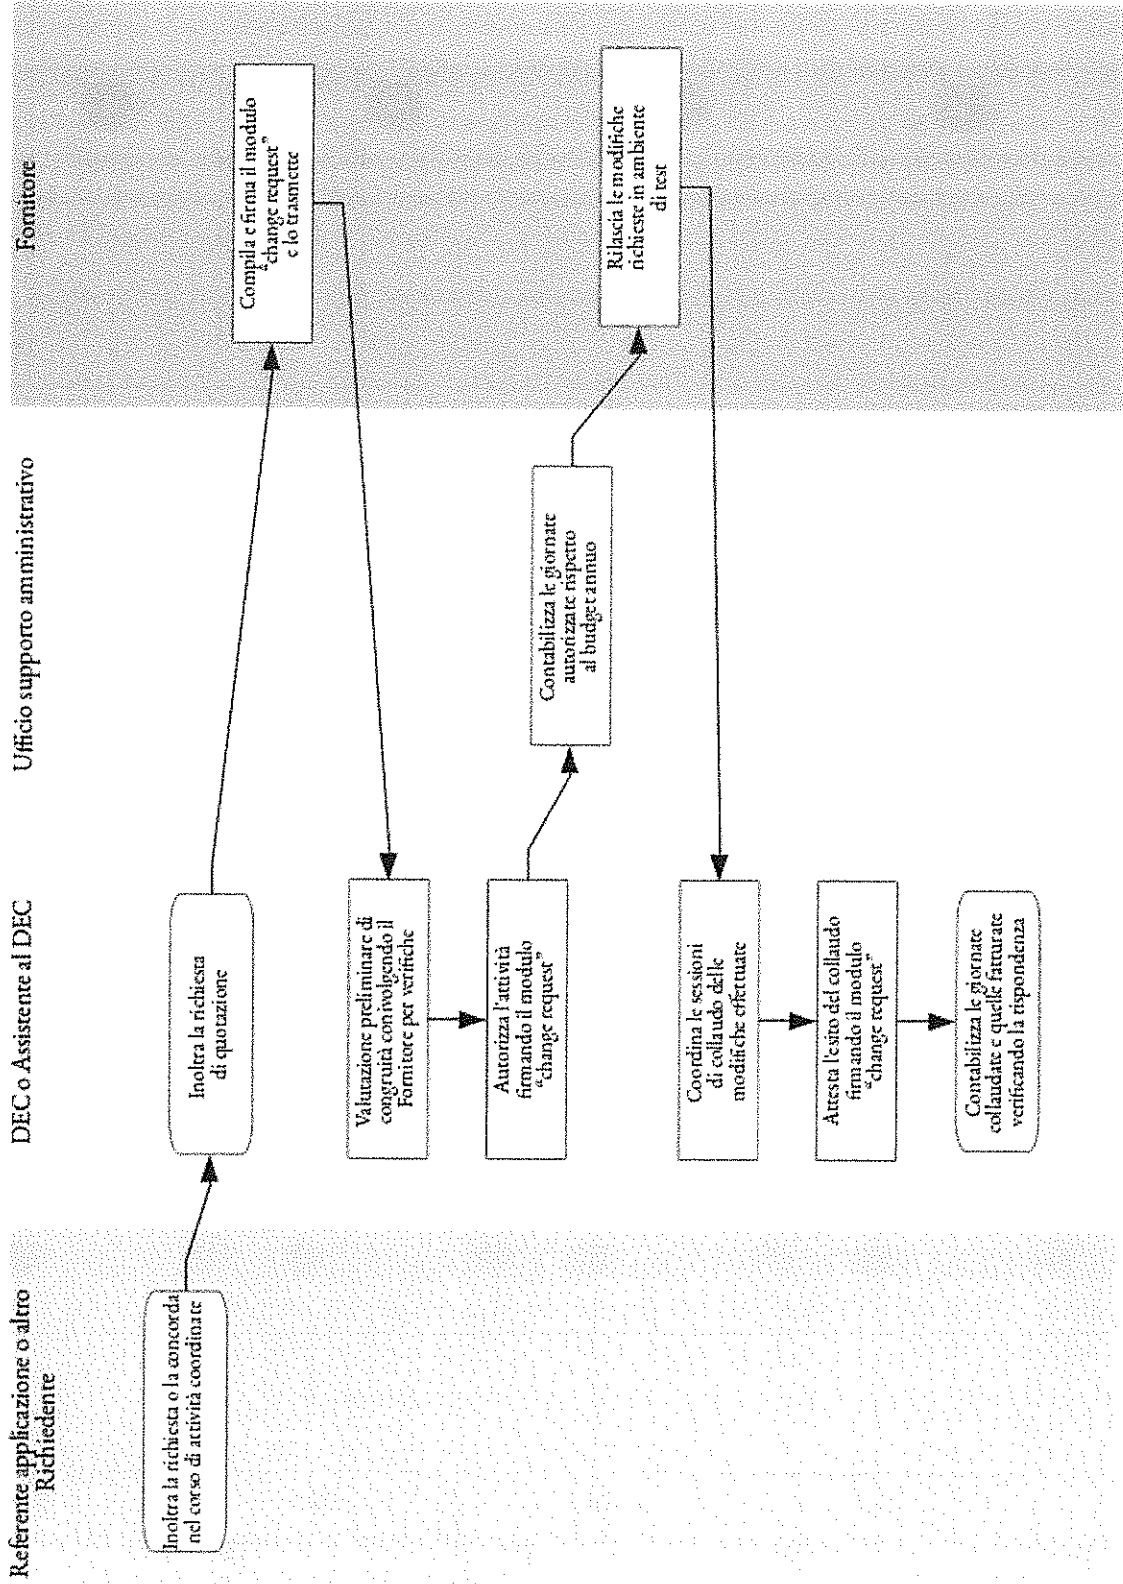 Referente applicazione o altro
Richiedente
DEC o Assistente al DEC
Ufficio supporto amministrativo
Fornitore
Inoltra la richiesta o la concorda
nel corso di attività coordinate
Inoltra la richiesta
di quotazione
Compila e firma il modulo
“change request”
e lo trasmette
Valutazione preliminare di
congruità conivolgendo il
Fornitore per verifiche
Autorizza l'attività
firmando il modulo
“change request”
Contabilizza le giornate
autorizzate rispetto
al budget annuo
Rilascia le modifiche
richieste in ambiente
di test
Coordina le sessioni
di collaudo delle
modifiche effettuate
Attesta l'esito del collaudo
firmando il modulo
“change request”
Contabilizza le giornate
collaudate e quelle fatturate
verificando la rispondenza